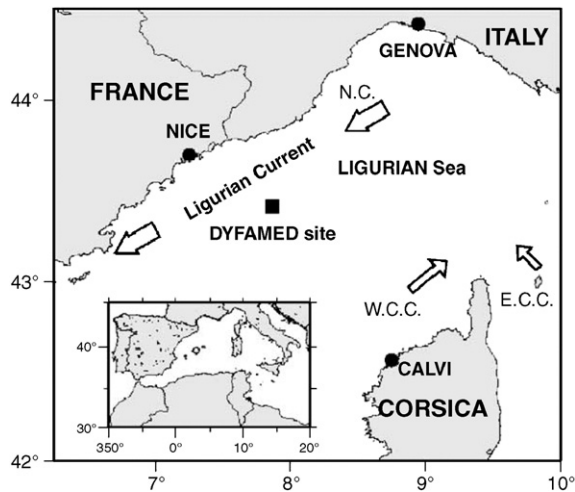 ITALY
GENOVA
FRANCE
44°
N.C.
NICE
LIGURIAN Sea
Ligurian Current
DYFAMED site
43°
W.C.C.
E.C.C.
40°
CALVI
CORSICA
30°
350° 0° 10° 20°
42°
7° 8° 9° 10°